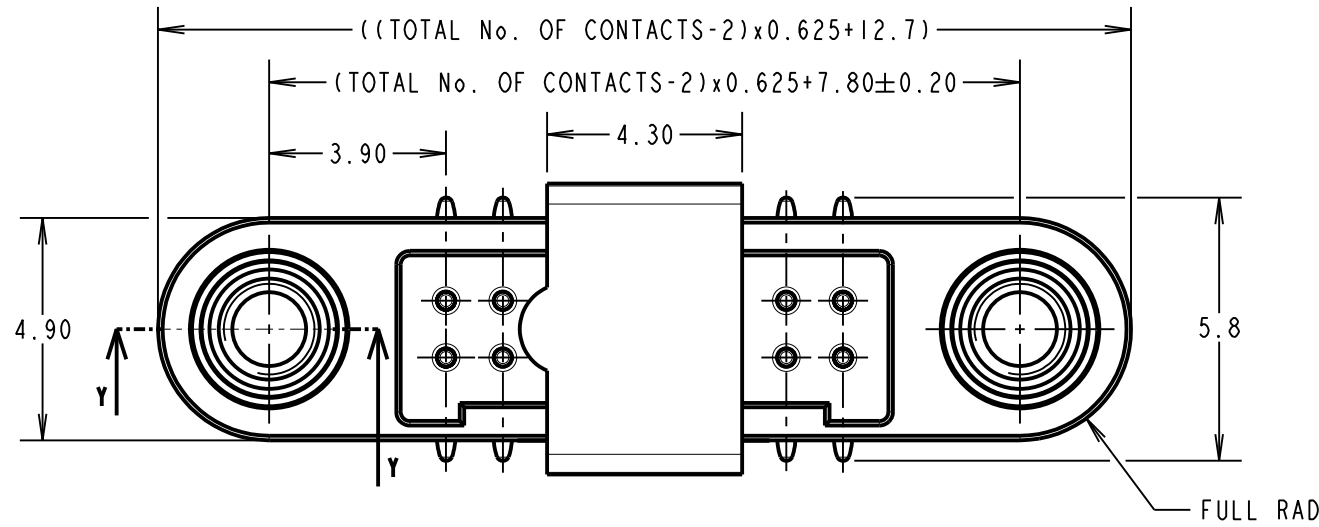 ((TOTAL No. OF CONTACTS-2)x0.625+12.7)
(TOTAL No. OF CONTACTS-2)x0.625+7.80±0.20
4.30
3.90
4.90
5.8
Y
Y
FULL RAD